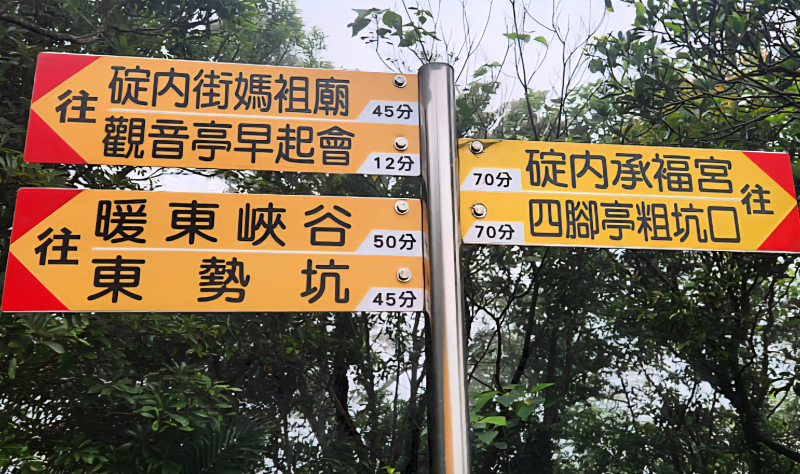 往
碇內街媽祖廟 45分
觀音亭早起會 12分
往
暖東峽谷 50分
東勢坑 45分
70分 碇內承福宮
往
70分 四腳亭粗坑口